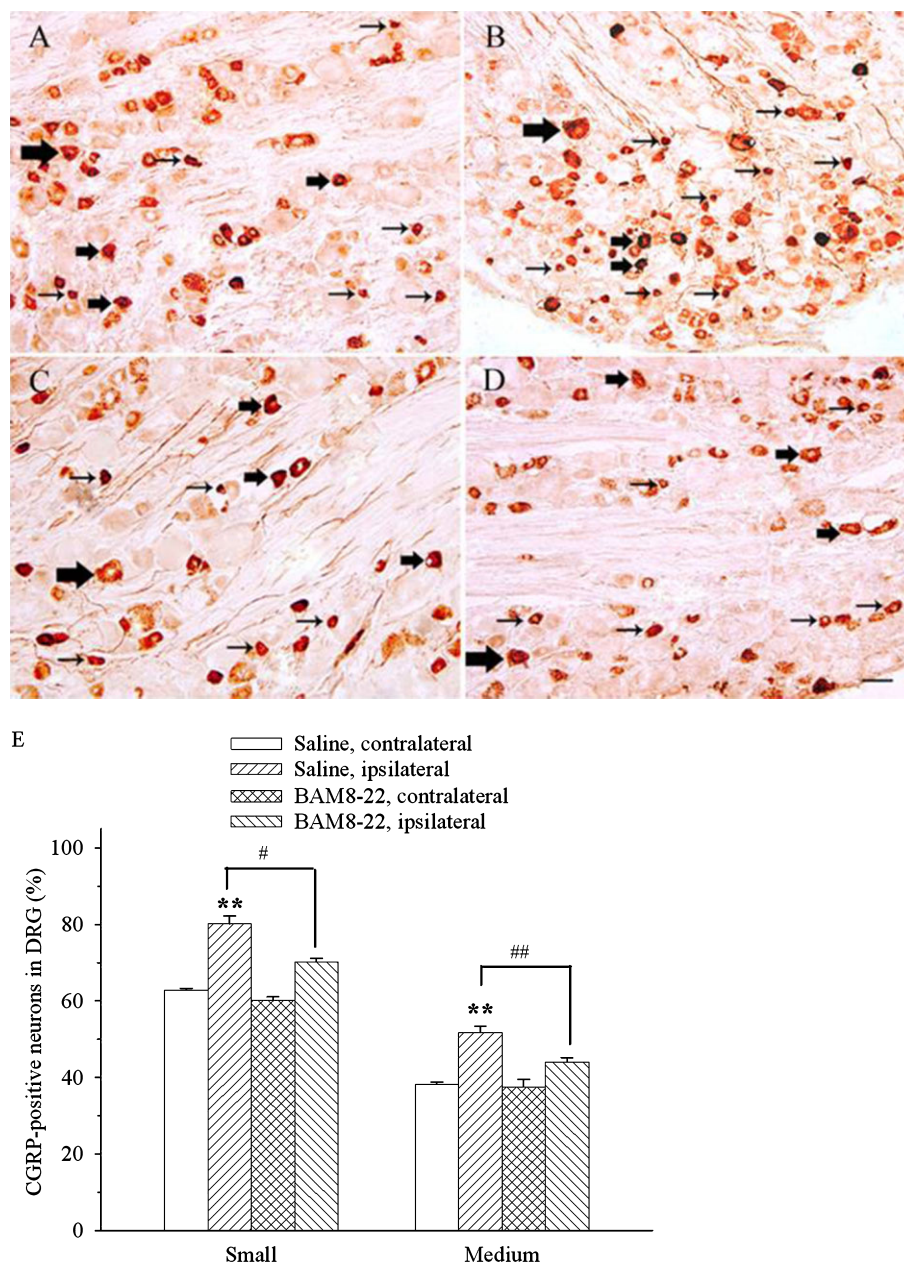 A
B
C
D
E
Saline, contralateral
Saline, ipsilateral
BAM8-22, contralateral
BAM8-22, ipsilateral
CGRP-positive neurons in DRG (%)
100
80
60
40
20
0
#
**
##
**
Small
Medium